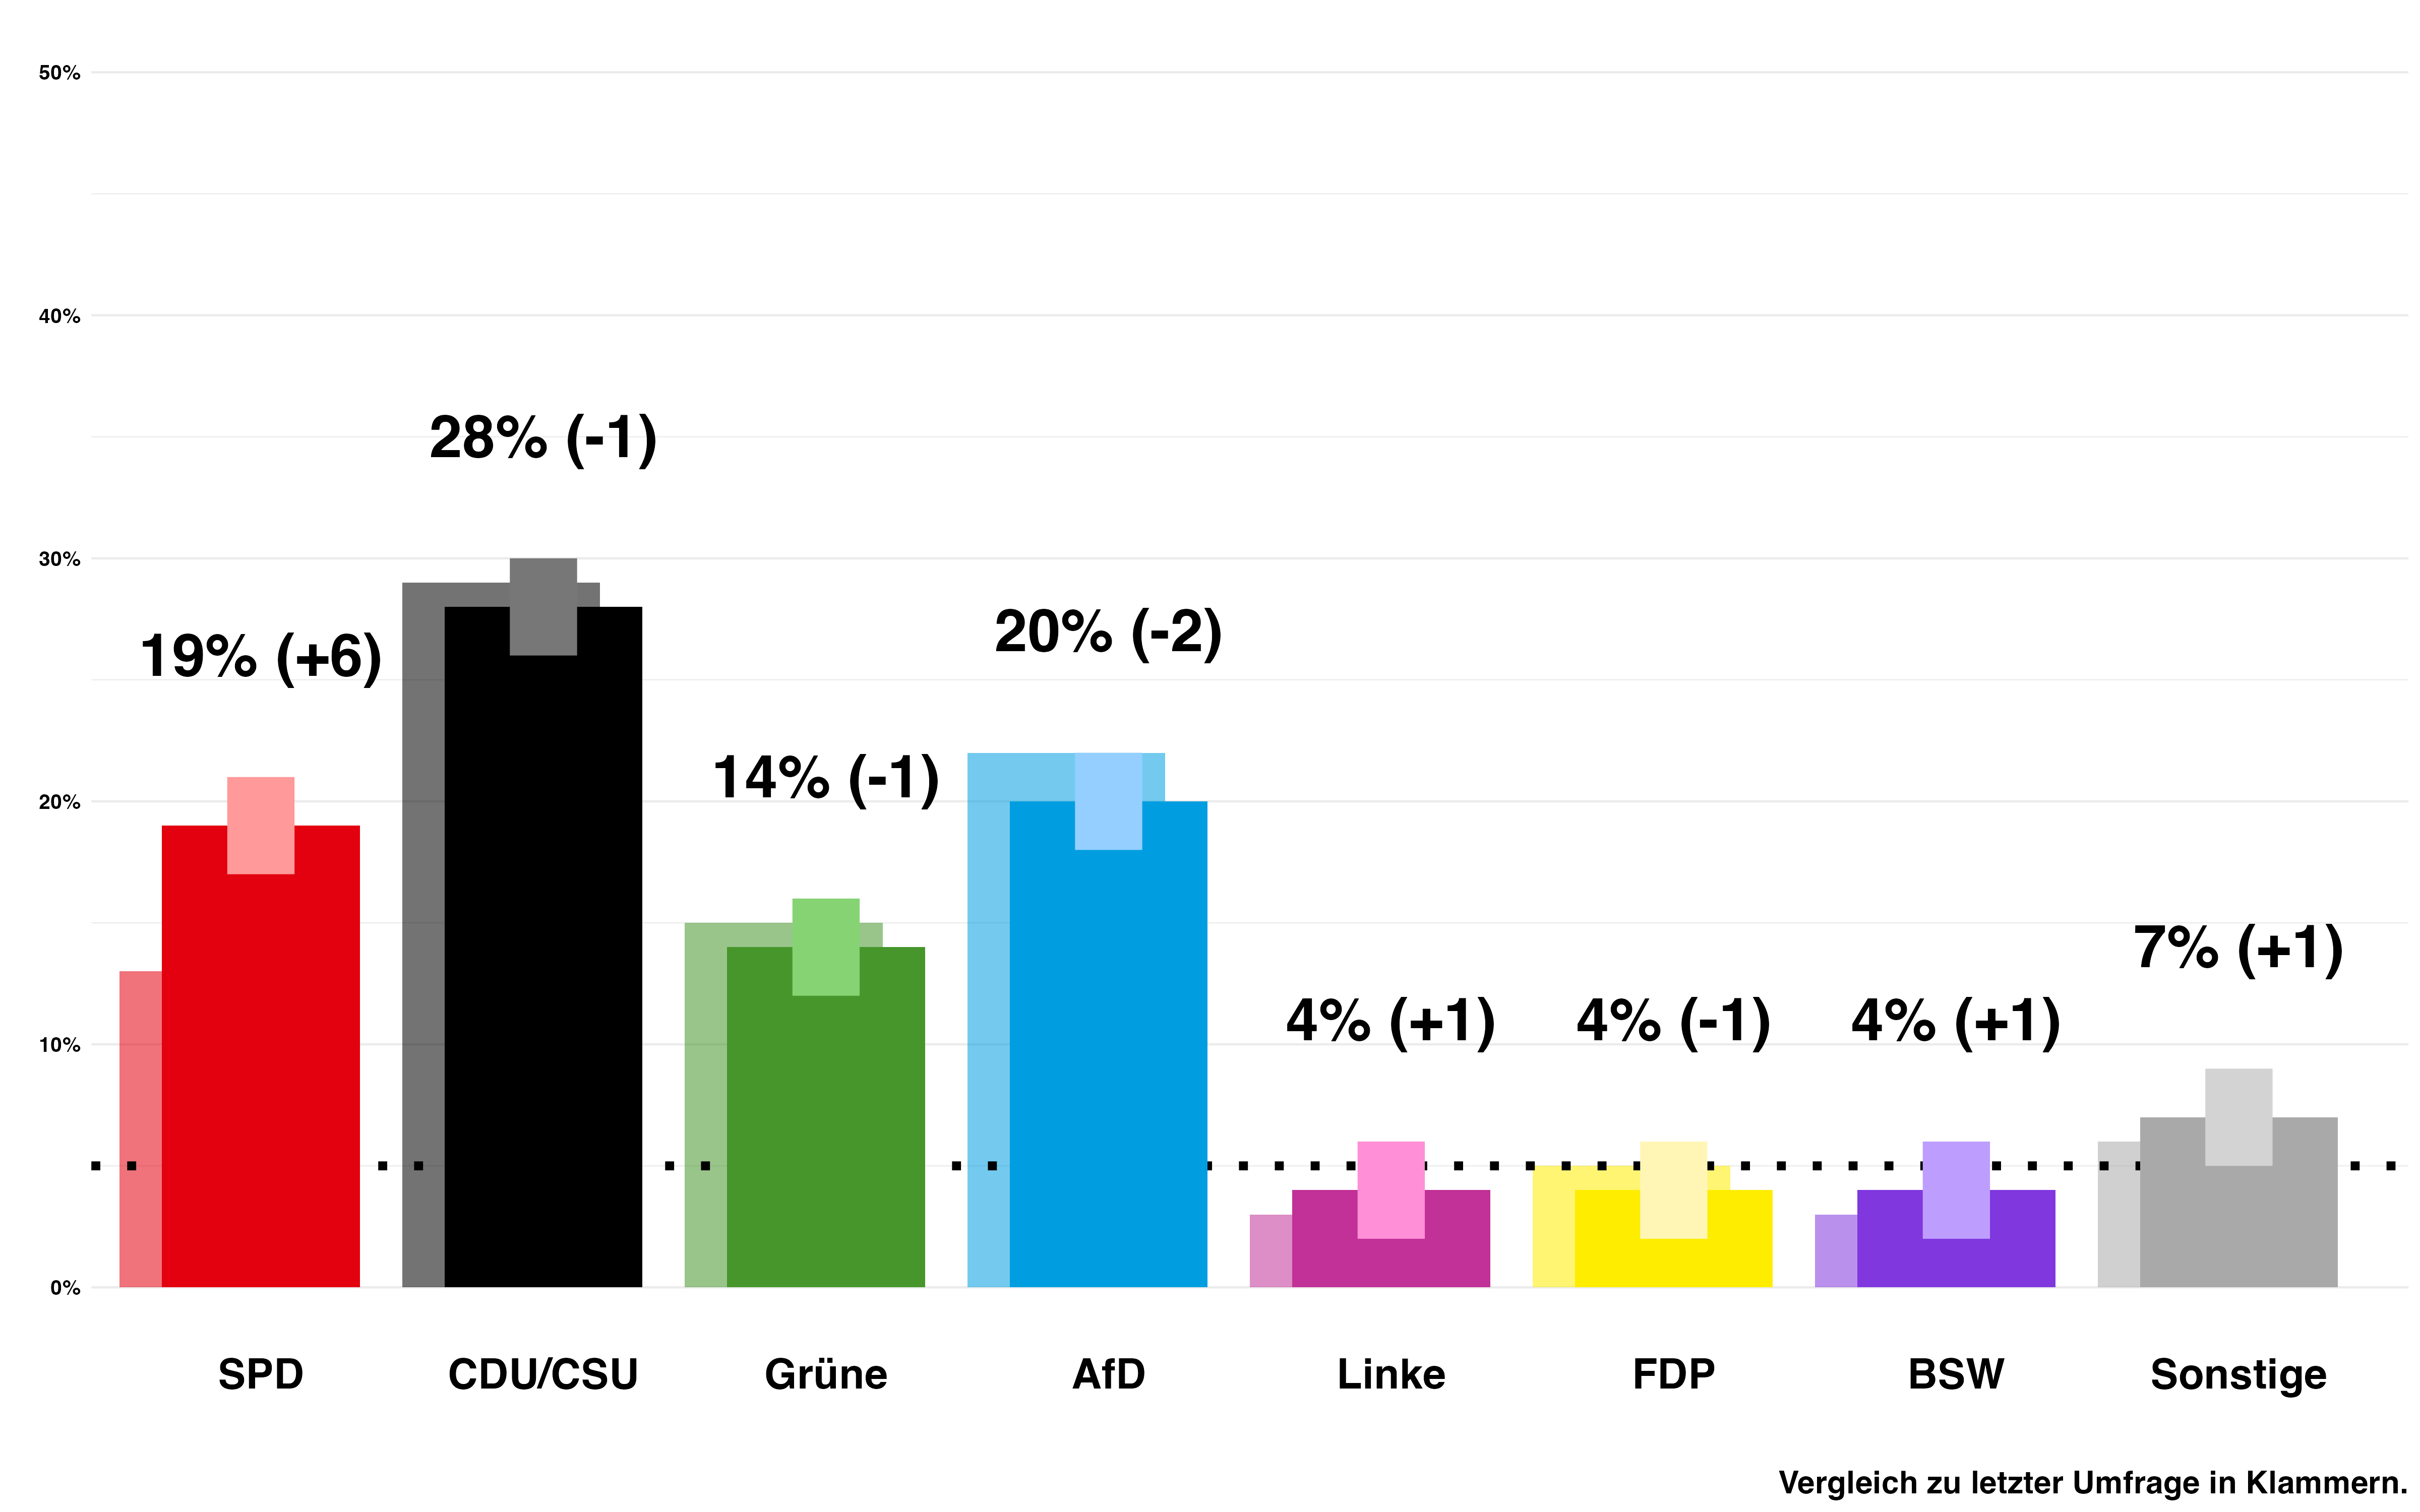 50%
40%
30%
20%
10%
0%
19% (+6)
28% (-1)
14% (-1)
20% (-2)
4% (+1)
4% (-1)
4% (+1)
7% (+1)
SPD
CDU/CSU
Grüne
AfD
Linke
FDP
BSW
Sonstige
Vergleich zu letzter Umfrage in Klammern.